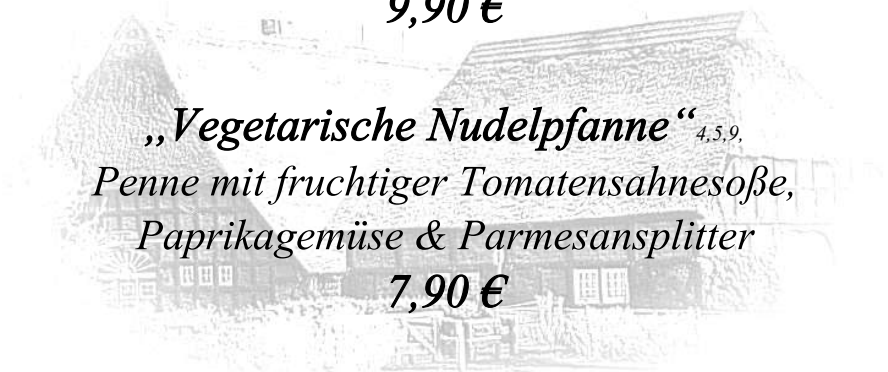 9,90 €
„Vegetarische Nudelpfanne“ 4,5,9,
Penne mit fruchtiger Tomatensahnesoße,
Paprikagemüse & Parmesansplitter
7,90 €